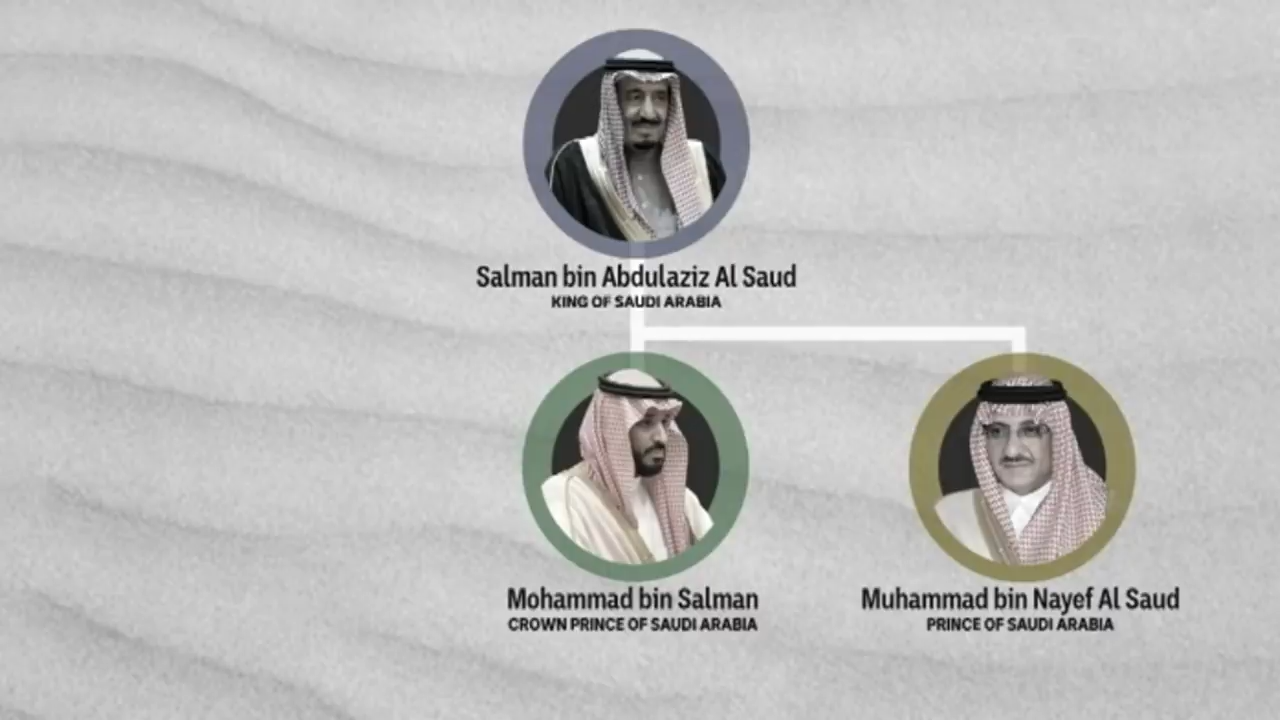 Salman bin Abdulaziz Al Saud
KING OF SAUDI ARABIA
Mohammad bin Salman
CROWN PRINCE OF SAUDI ARABIA
Muhammad bin Nayef Al Saud
PRINCE OF SAUDI ARABIA